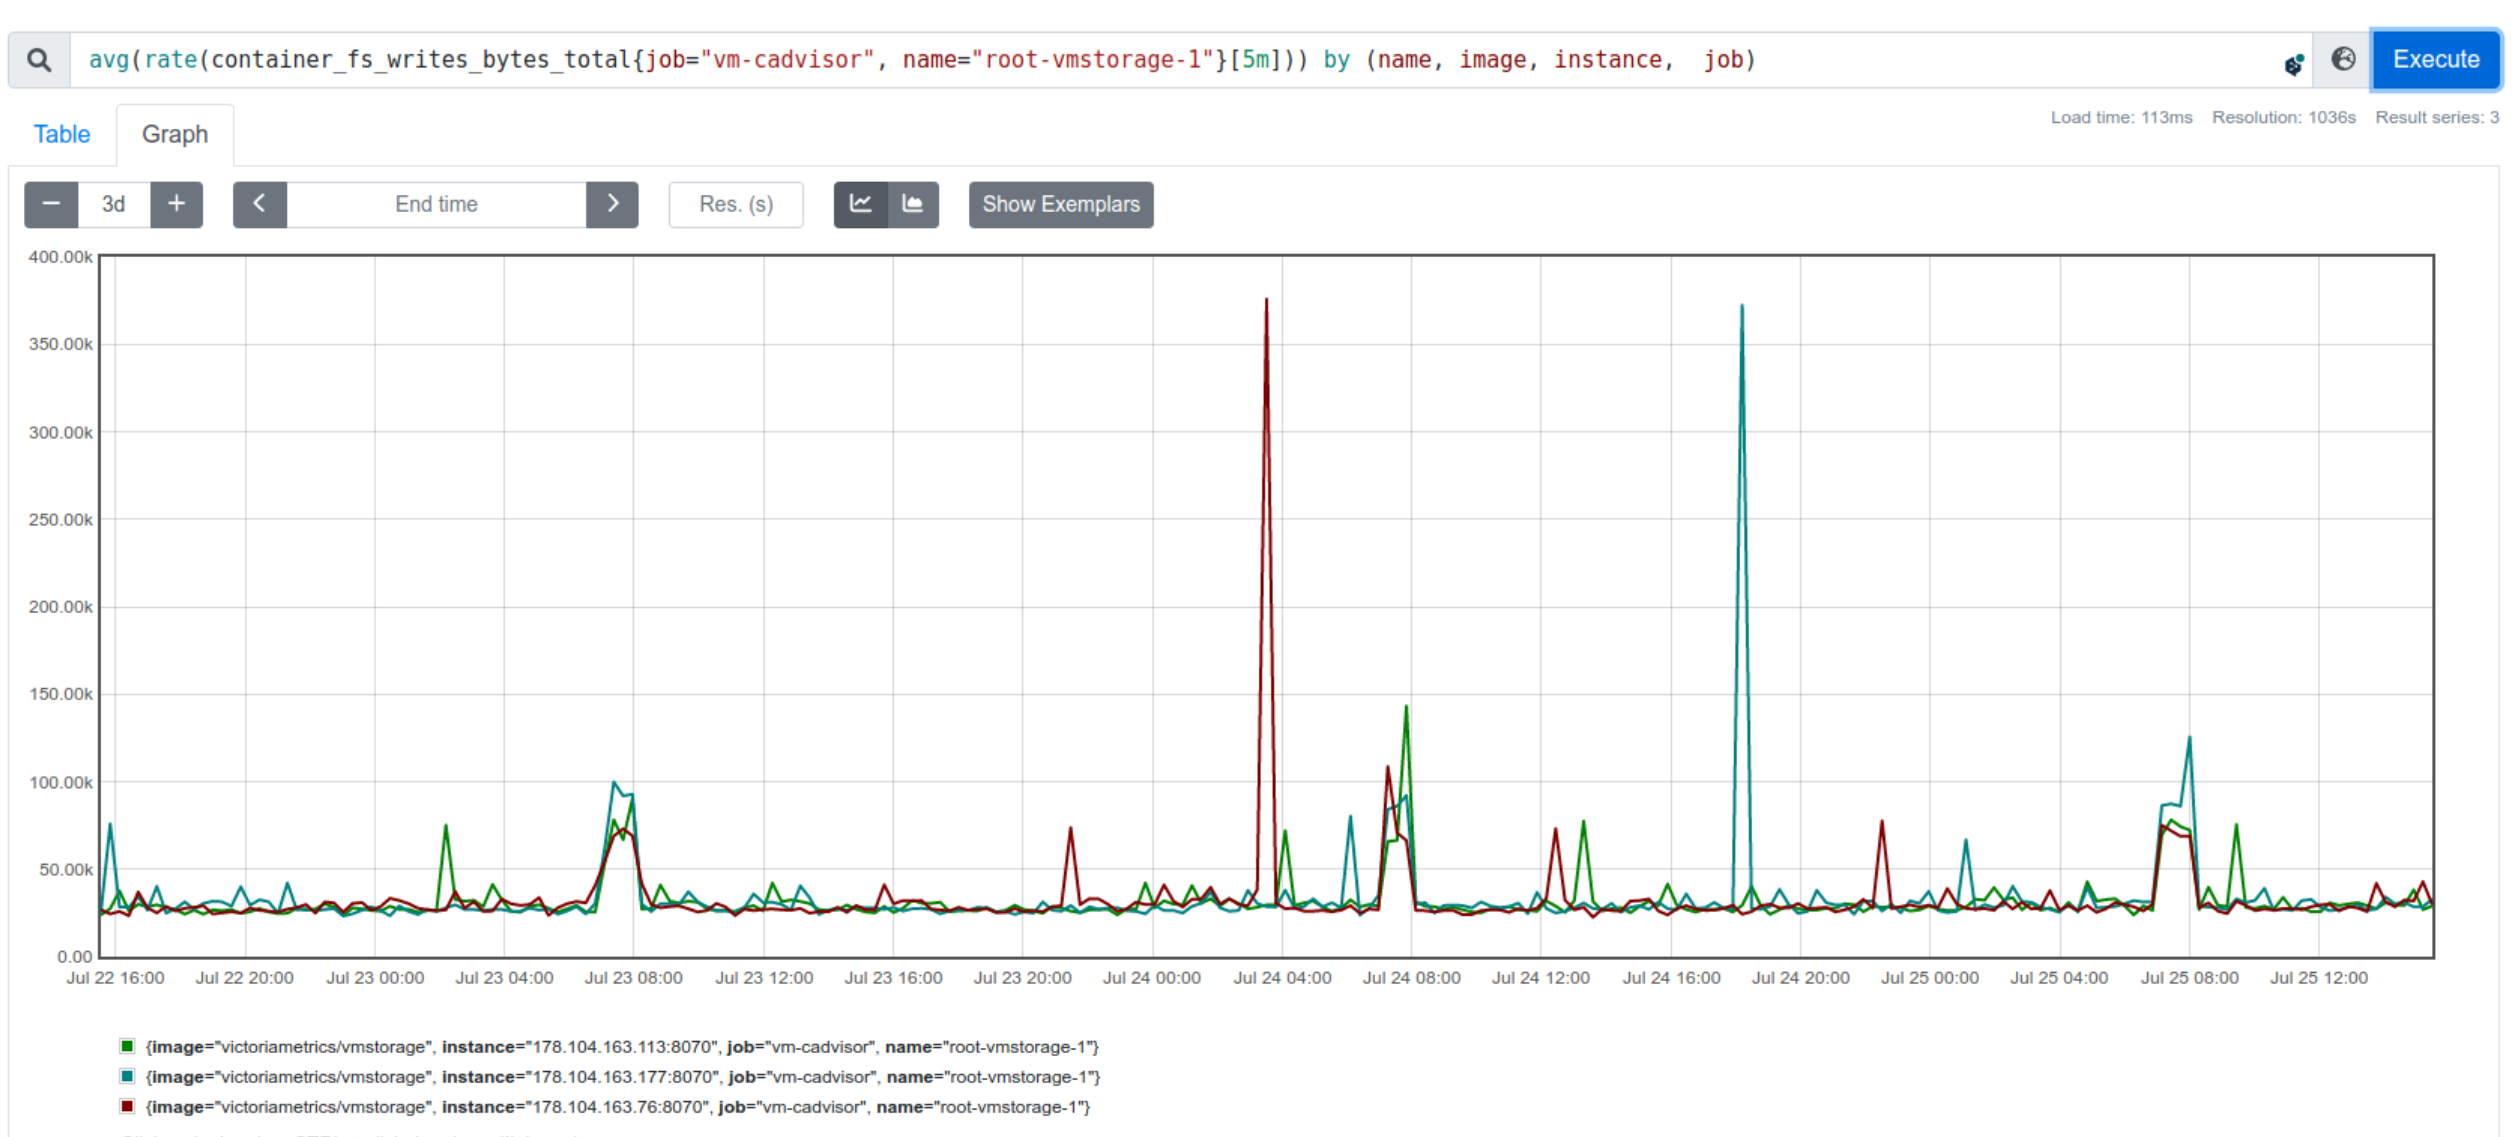 avg(rate(container_fs_writes_bytes_total{job="vm-cadvisor", name="root-vmstorage-1"}[5m])) by (name, image, instance,  job)
Execute
Table
Graph
Load time: 113ms Resolution: 1036s Result series: 3
3d
End time
Res. (s)
Show Exemplars
400.00k
350.00k
300.00k
250.00k
200.00k
150.00k
100.00k
50.00k
0.00
Jul 22 16:00 Jul 22 20:00 Jul 23 00:00 Jul 23 04:00 Jul 23 08:00 Jul 23 12:00 Jul 23 16:00 Jul 23 20:00 Jul 24 00:00 Jul 24 04:00 Jul 24 08:00 Jul 24 12:00 Jul 24 16:00 Jul 24 20:00 Jul 25 00:00 Jul 25 04:00 Jul 25 08:00 Jul 25 12:00
{image="victoriametrics/vmstorage", instance="178.104.163.113:8070", job="vm-cadvisor", name="root-vmstorage-1"}
{image="victoriametrics/vmstorage", instance="178.104.163.177:8070", job="vm-cadvisor", name="root-vmstorage-1"}
{image="victoriametrics/vmstorage", instance="178.104.163.76:8070", job="vm-cadvisor", name="root-vmstorage-1"}